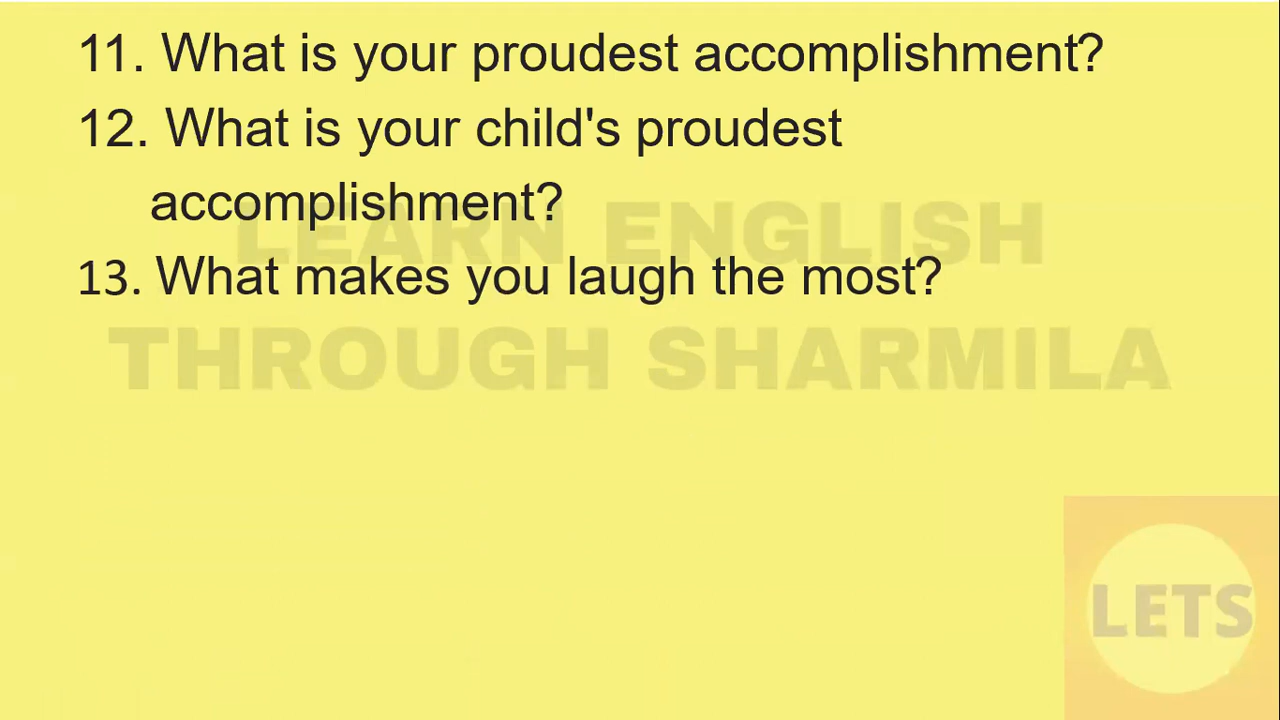 11. What is your proudest accomplishment?
12. What is your child's proudest
accomplishment?
LEARN ENGLISH
13. What makes you laugh the most?
THROUGH SHARMILA
LETS